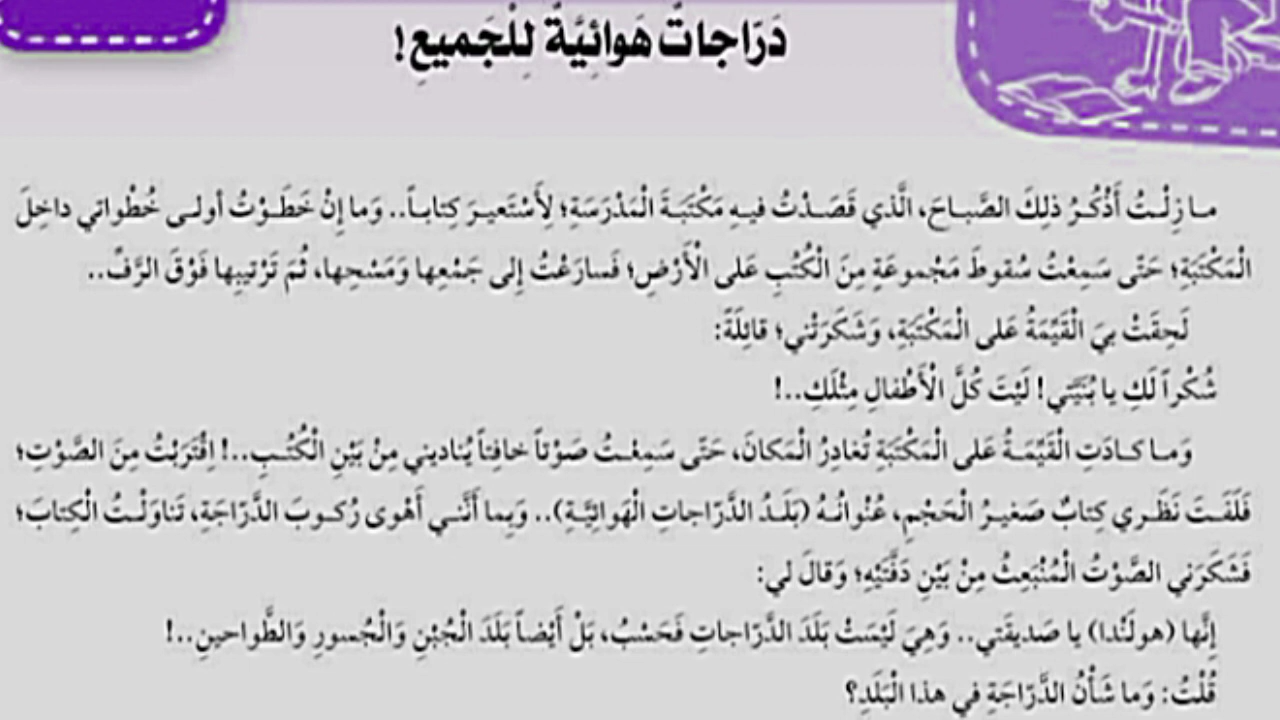 دَرّاجاتٌ هَوائِيَّةٌ لِلْجَميعِ!
ما زِلْتُ أَذْكُرُ ذلِكَ الصَّباحَ، الَّذي قَصَدْتُ فيهِ مَكْتَبَةَ الْمَدْرَسَةِ؛ لِأَسْتَعيرَ كِتاباً.. وَما إِنْ خَطَوْتُ أولى خُطُواتي داخِلَ
الْمَكْتَبَةِ؛ حَتّى سَمِعْتُ سُقوطَ مَجْموعَةٍ مِنَ الْكُتُبِ عَلى الْأَرْضِ؛ فَسارَعْتُ إِلى جَمْعِها وَمَسْحِها، ثُمَّ تَرْتيبِها فَوْقَ الرَّفِّ..
لَحِقَتْ بِيَ الْقَيِّمَةُ عَلى الْمَكْتَبَةِ، وَشَكَرَتْني؛ قائِلَةً:
شُكْراً لَكِ يا بُنَيَّتي! لَيْتَ كُلَّ الْأَطْفالِ مِثْلَكِ..!
وَما كادَتِ الْقَيِّمَةُ عَلى الْمَكْتَبَةِ تُغادِرُ الْمَكانَ، حَتّى سَمِعْتُ صَوْتاً خافِتاً يُناديني مِنْ بَيْنِ الْكُتُبِ..! اِقْتَرَبْتُ مِنَ الصَّوْتِ؛
فَلَفَتَ نَظَري كِتابٌ صَغيرُ الْحَجْمِ، عُنْوانُهُ (بَلَدُ الدَّرّاجاتِ الْهَوائِيَّةِ).. وَبِما أَنَّني أَهْوى رُكوبَ الدَّرّاجَةِ، تَناوَلْتُ الْكِتابَ؛
فَشَكَرَني الصَّوْتُ الْمُنْبَعِثُ مِنْ بَيْنِ دَفَّتَيْهِ؛ وَقالَ لي:
إِنَّها (هولَنْدا) يا صَديقَتي.. وَهِيَ لَيْسَتْ بَلَدَ الدَّرّاجاتِ فَحَسْبُ، بَلْ أَيْضاً بَلَدَ الْجُبْنِ وَالْجُسورِ وَالطَّواحينِ..!
قُلْتُ: وَما شَأْنُ الدَّرّاجَةِ في هذا الْبَلَدِ؟